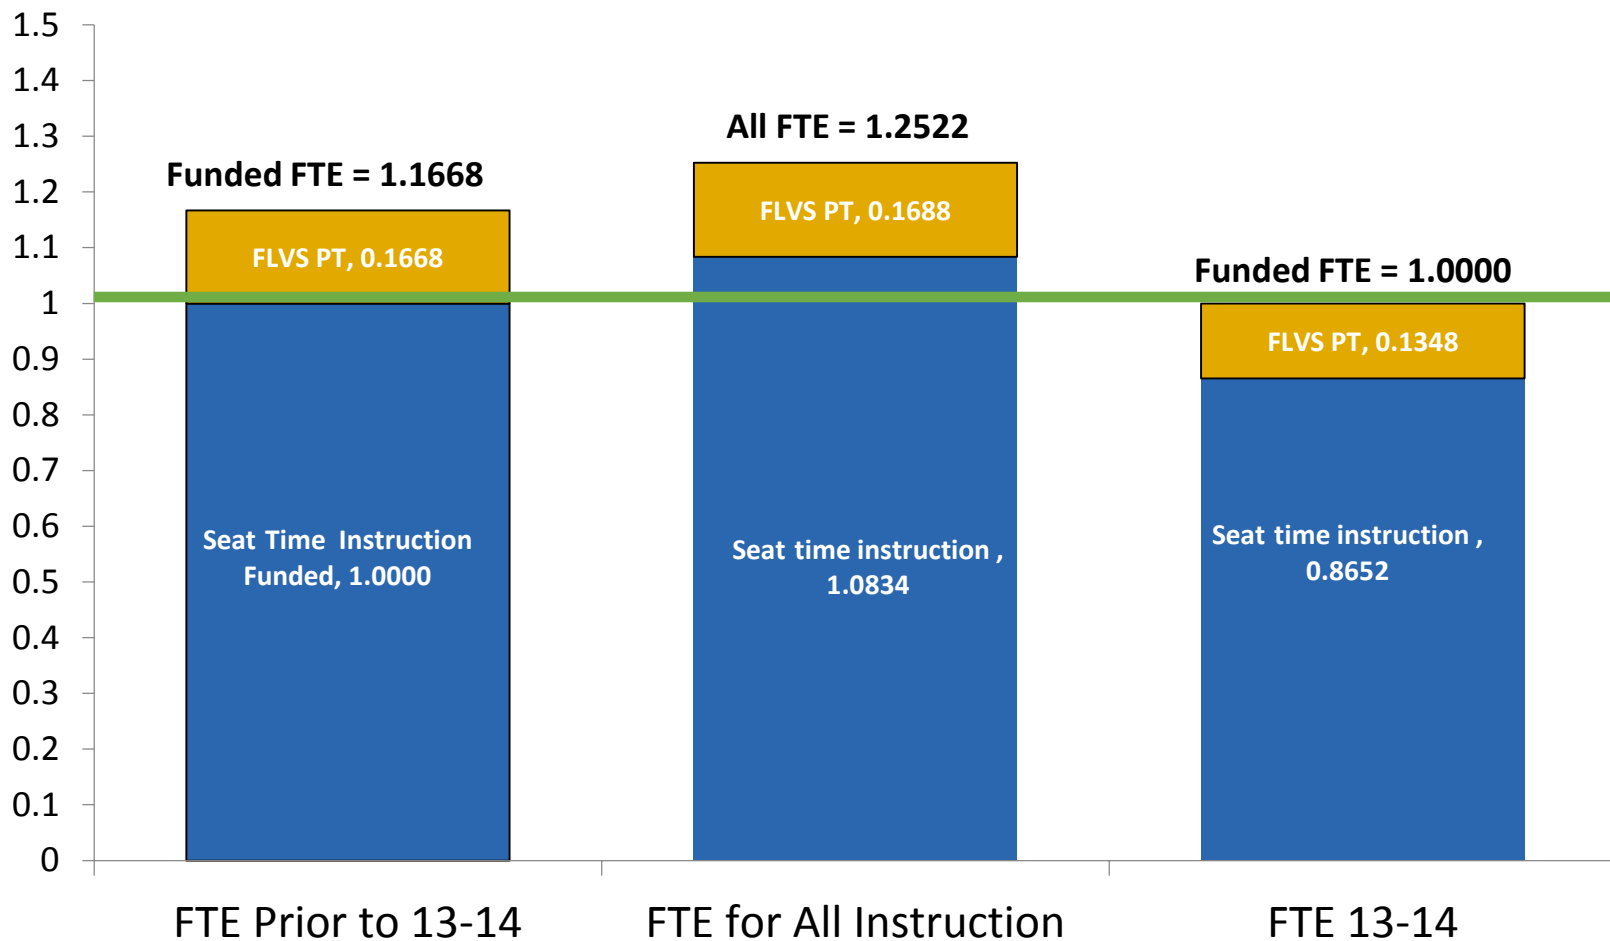 1.5
1.4
1.3
1.2
1.1
1
0.9
0.8
0.7
0.6
0.5
0.4
0.3
0.2
0.1
0
Funded FTE = 1.1668
FLVS PT, 0.1668
Seat Time Instruction
Funded, 1.0000
All FTE = 1.2522
FLVS PT, 0.1688
Seat time instruction ,
1.0834
Funded FTE = 1.0000
FLVS PT, 0.1348
Seat time instruction ,
0.8652
FTE Prior to 13-14
FTE for All Instruction
FTE 13-14